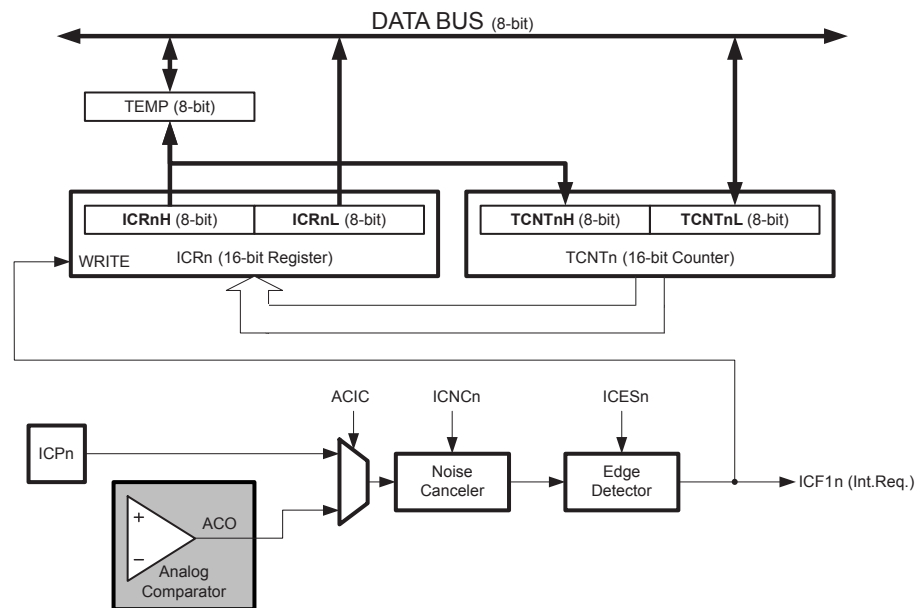 DATA BUS (8-bit)
TEMP (8-bit)
ICRnH (8-bit) ICRnL (8-bit)
WRITE ICRn (16-bit Register)
TCNTnH (8-bit) TCNTnL (8-bit)
TCNTn (16-bit Counter)
ACIC ICNCn ICESn
ICPn
Noise
Canceler
Edge
Detector
ICF1n (Int.Req.)
+
−
ACO
Analog
Comparator